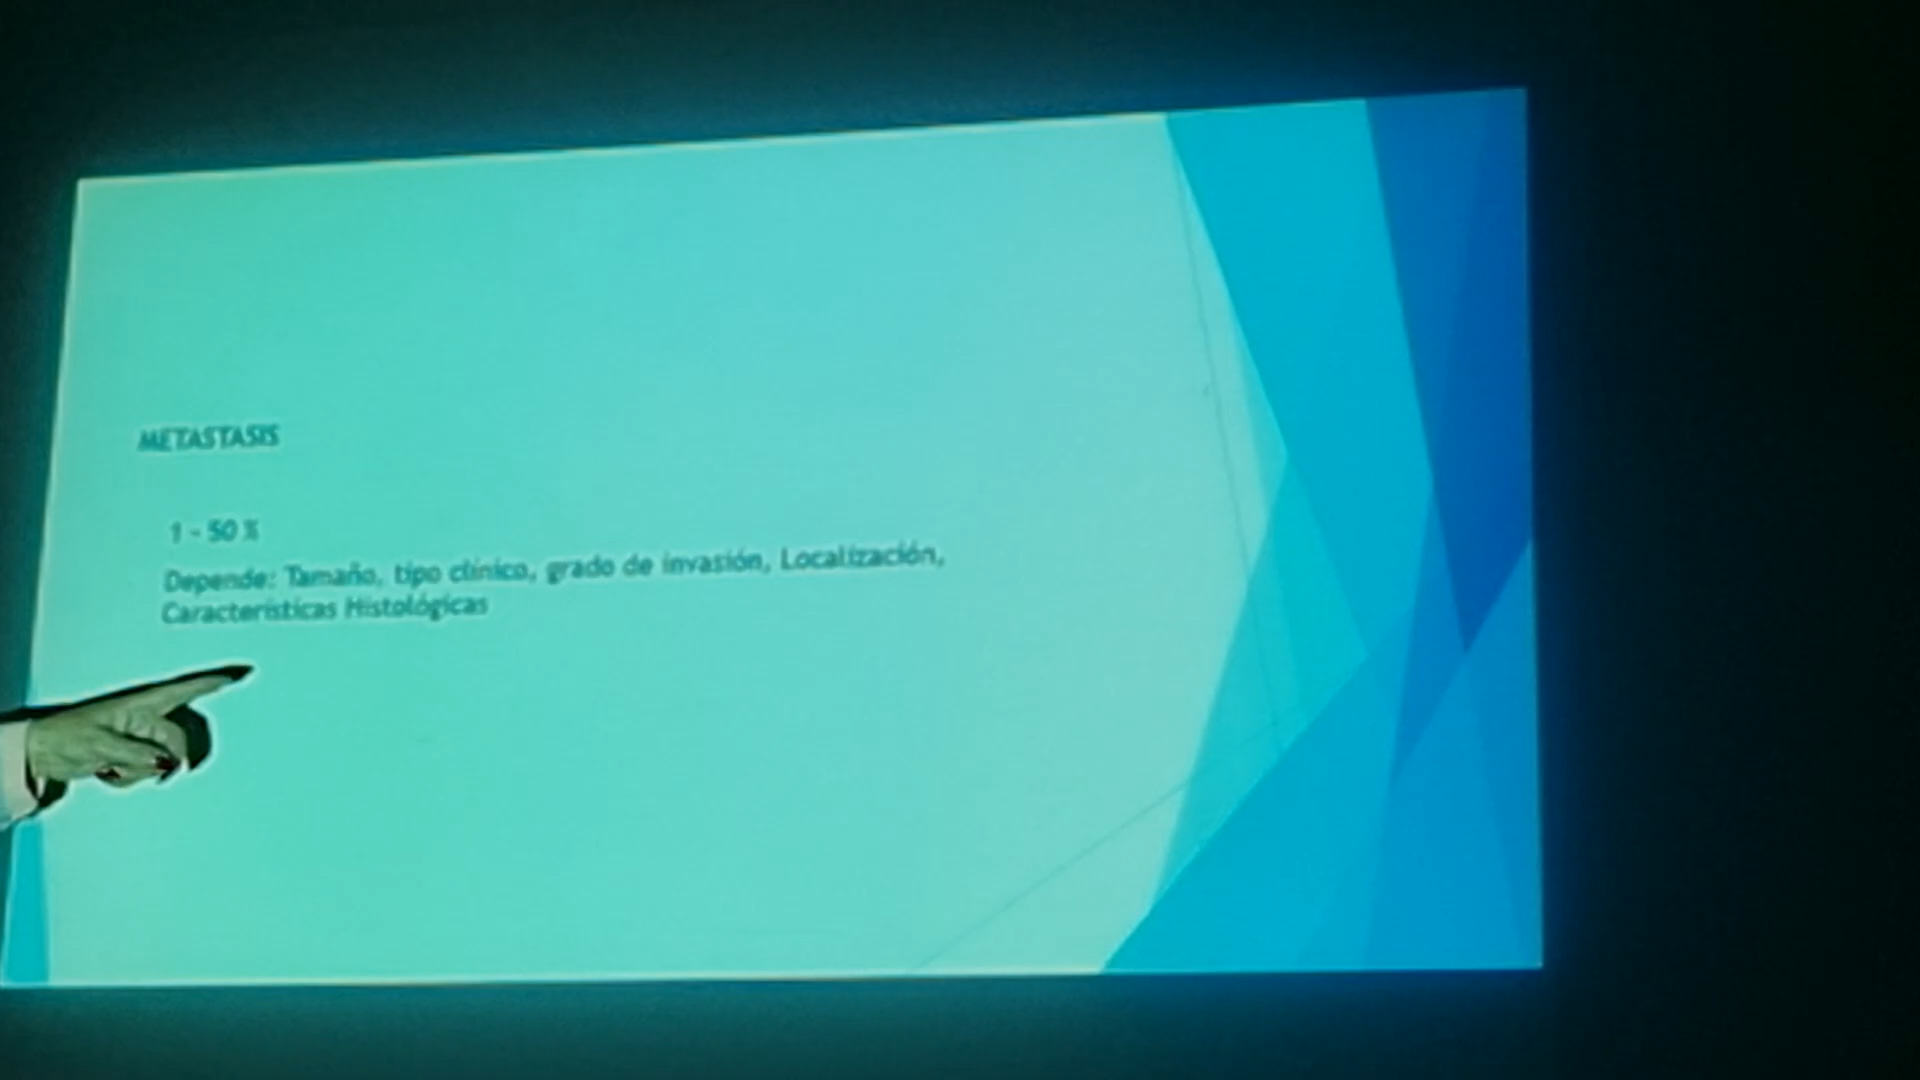 METASTASIS
1 - 50 %
Depende: Tamaño, tipo clínico, grado de invasión, Localización,
Características Histológicas